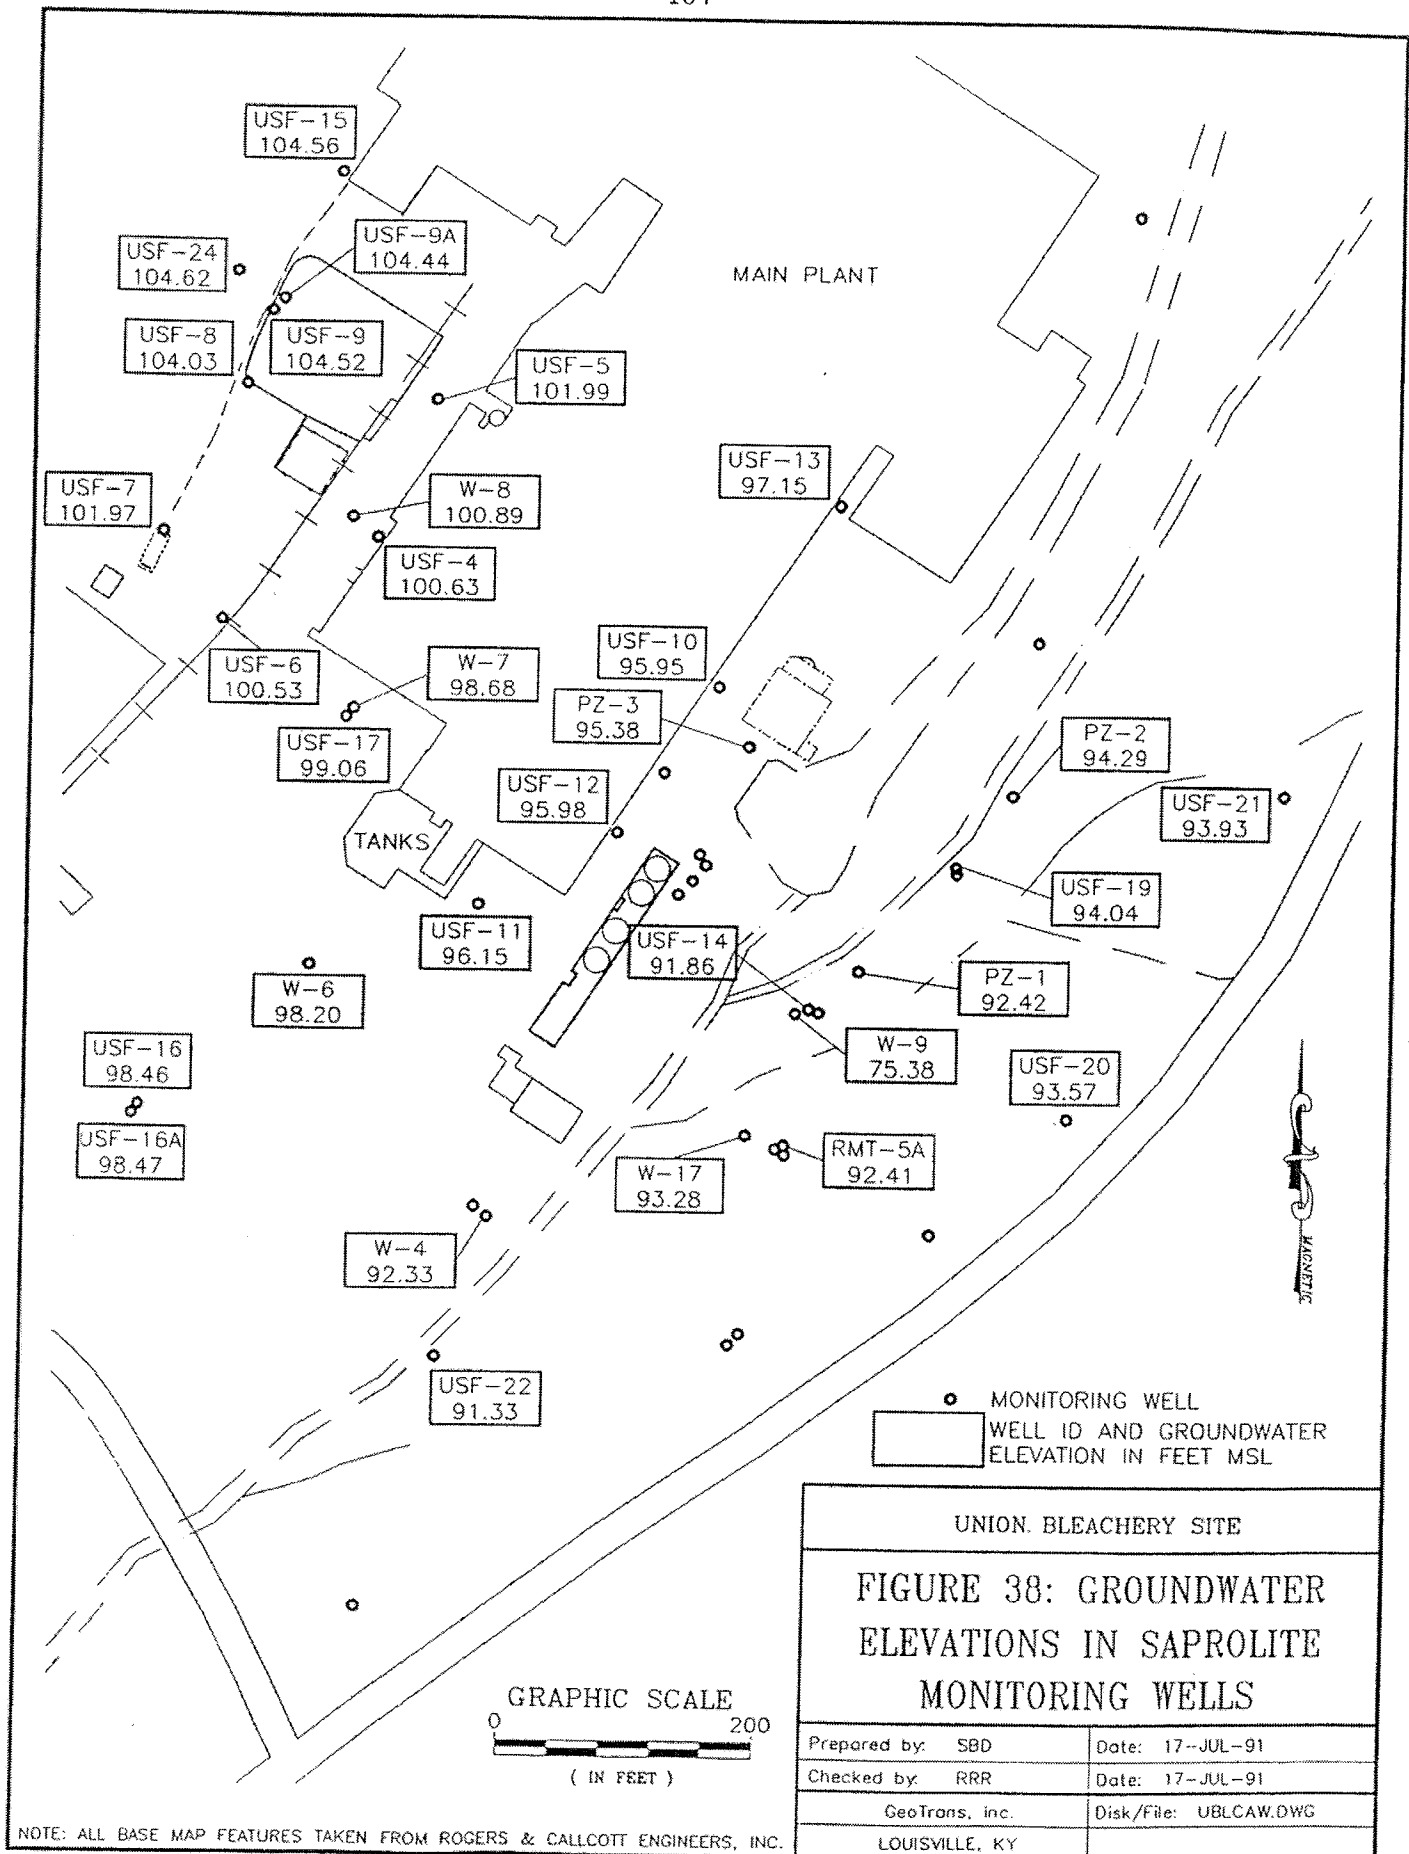 USF-15
104.56
USF-9A
104.44
USF-24
104.62
MAIN PLANT
USF-8
104.03
USF-9
104.52
USF-5
101.99
USF-13
97.15
USF-7
101.97
W-8
100.89
USF-4
100.63
USF-10
95.95
USF-6
100.53
W-7
98.68
PZ-3
95.38
PZ-2
94.29
USF-17
99.06
USF-12
95.98
USF-21
93.93
TANKS
USF-19
94.04
USF-11
96.15
USF-14
91.86
W-6
98.20
PZ-1
92.42
USF-16
98.46
W-9
75.38
USF-20
93.57
USF-16A
98.47
RMT-5A
92.41
W-17
93.28
W-4
92.33
MAGNETIC
USF-22
91.33
MONITORING WELL
WELL ID AND GROUNDWATER
ELEVATION IN FEET MSL
UNION. BLEACHERY SITE
FIGURE 38: GROUNDWATER
ELEVATIONS IN SAPROLITE
MONITORING WELLS
GRAPHIC SCALE
0 200
( IN FEET )
Prepared by: SBD Date: 17-JUL-91
Checked by: RRR Date: 17-JUL-91
GeoTrans, inc. Disk/File: UBLCAW.DWG
LOUISVILLE, KY
NOTE: ALL BASE MAP FEATURES TAKEN FROM ROGERS & CALLCOTT ENGINEERS, INC.